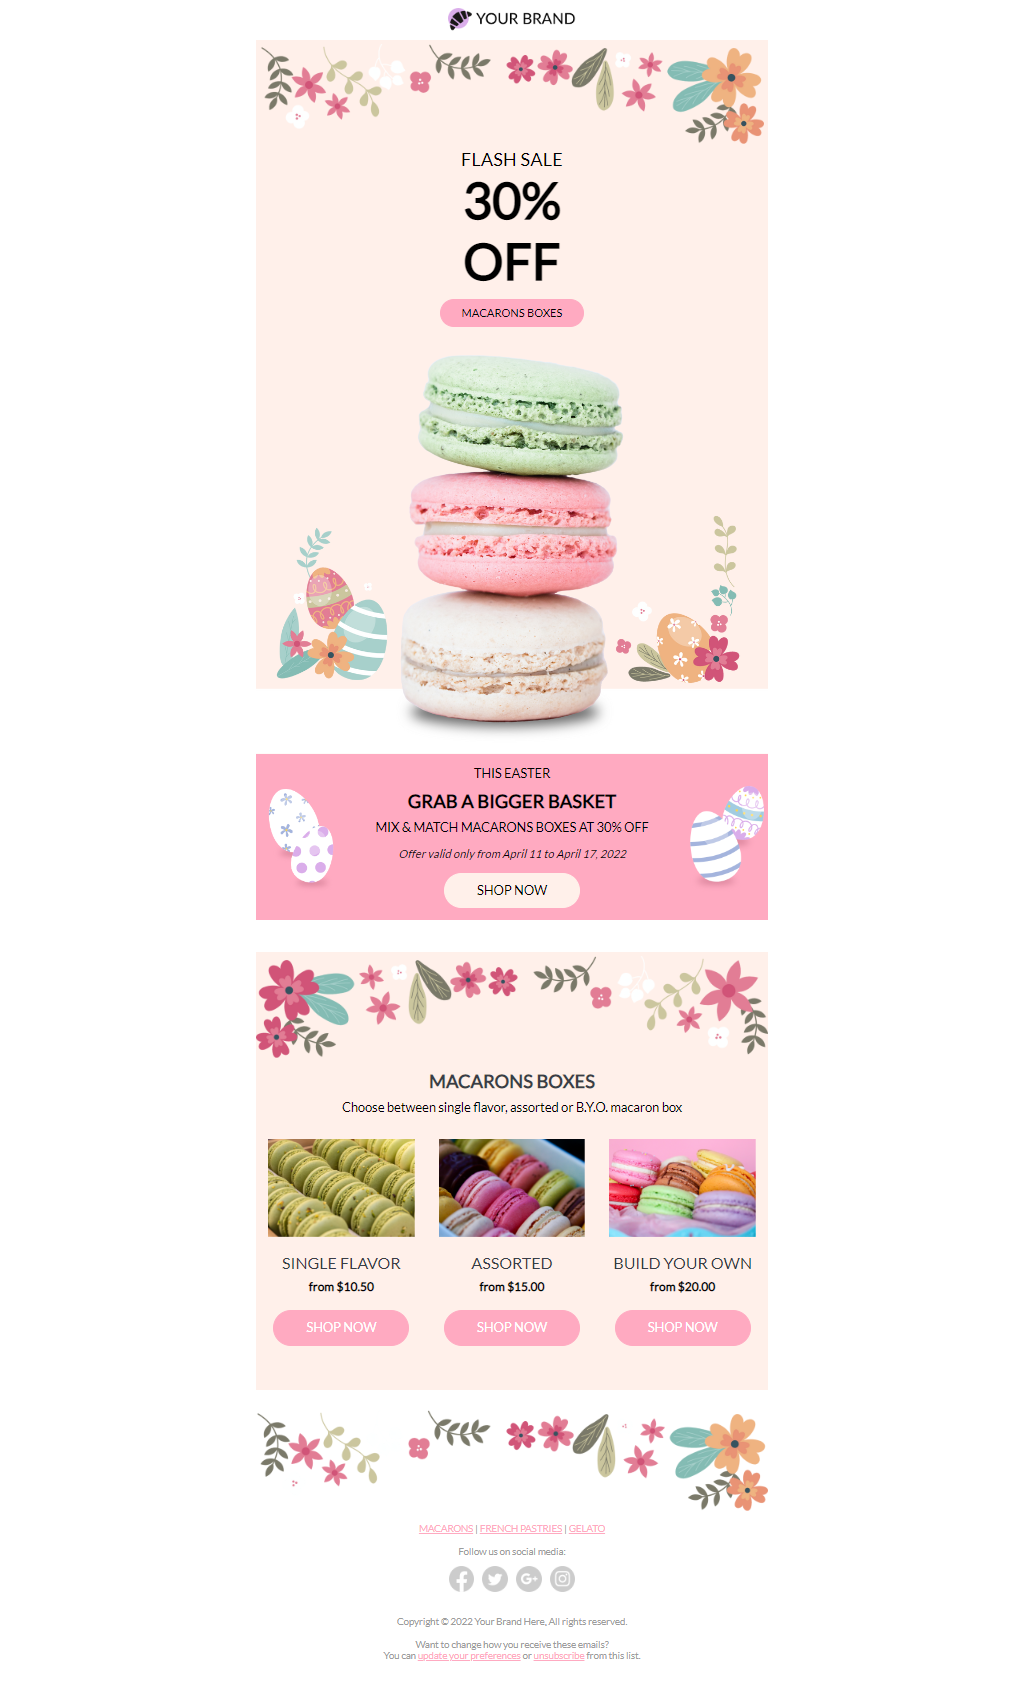 YOUR BRAND
FLASH SALE
30%
OFF
MACARONS BOXES
THIS EASTER
GRAB A BIGGER BASKET
MIX & MATCH MACARONS BOXES AT 30% OFF
Offer valid only from April 11 to April 17, 2022
SHOP NOW
MACARONS BOXES
Choose between single flavor, assorted or B.Y.O. macaron box
SINGLE FLAVOR
from $10.50
SHOP NOW
ASSORTED
from $15.00
SHOP NOW
BUILD YOUR OWN
from $20.00
SHOP NOW
MACARONS | FRENCH PASTRIES | GELATO
Follow us on social media:
Copyright © 2022 Your Brand Here, All rights reserved.
Want to change how you receive these emails?
You can update your preferences or unsubscribe from this list.